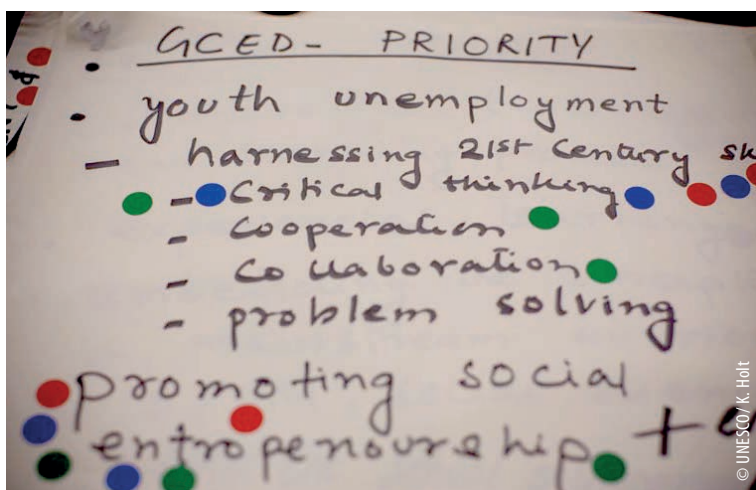 GCED - PRIORITY
• youth unemployment
- harnessing 21st Century sk
- Critical thinking
- cooperation
- collaboration
- problem solving
promoting social
entropenourship +
© UNESCO/ K. Holt